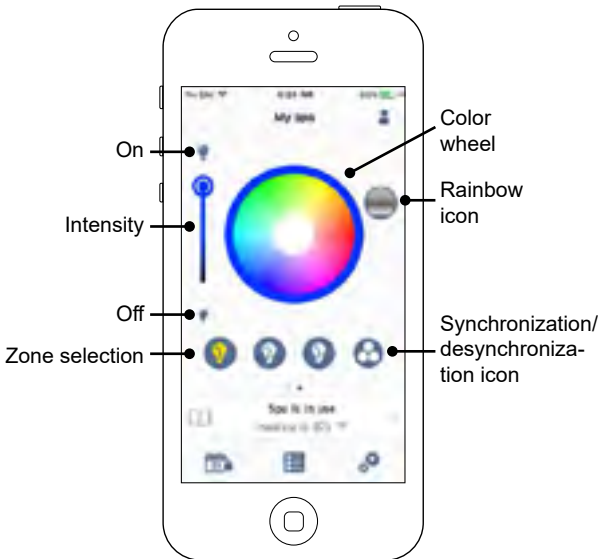 My spa
On
Color
wheel
Rainbow
icon
Intensity
Off
Zone selection
Synchronization/
desynchroniza-
tion icon
Spa is in use